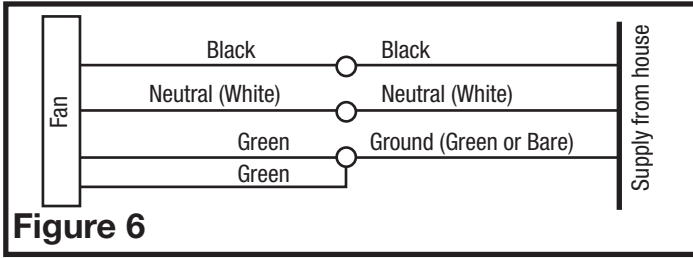 Black Black
Neutral (White) Neutral (White)
Green Ground (Green or Bare)
Green
Fan
Supply from house
Figure 6